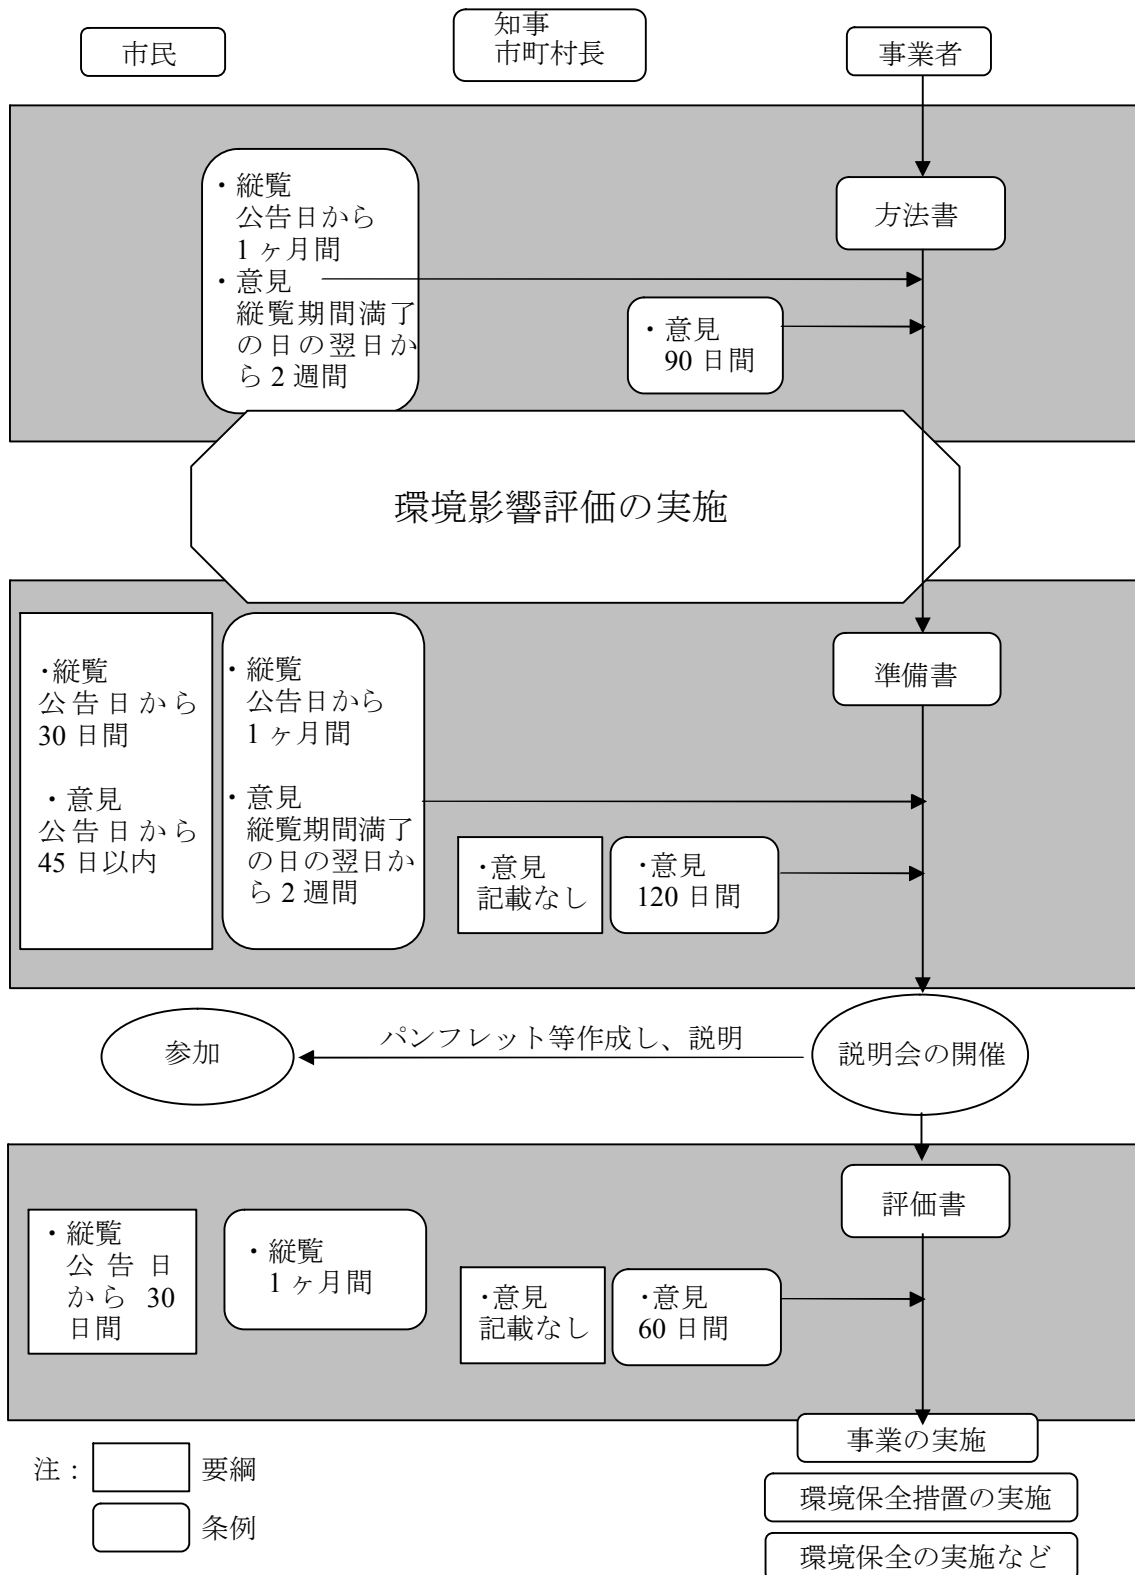 市民
知事
市町村長
事業者
方法書
・縦覧
公告日から
1ヶ月間
・意見
縦覧期間満了
の日の翌日か
ら2週間
・意見
90日間
環境影響評価の実施
準備書
・縦覧
公告日から
30日間
・意見
公告日から
45日以内
・縦覧
公告日から
1ヶ月間
・意見
縦覧期間満了
の日の翌日か
ら2週間
・意見
記載なし
・意見
120日間
参加
パンフレット等作成し、説明
説明会の開催
評価書
・縦覧
公告日
から 30
日間
・縦覧
1ヶ月間
・意見
記載なし
・意見
60日間
事業の実施
注： 要綱
条例
環境保全措置の実施
環境保全の実施など